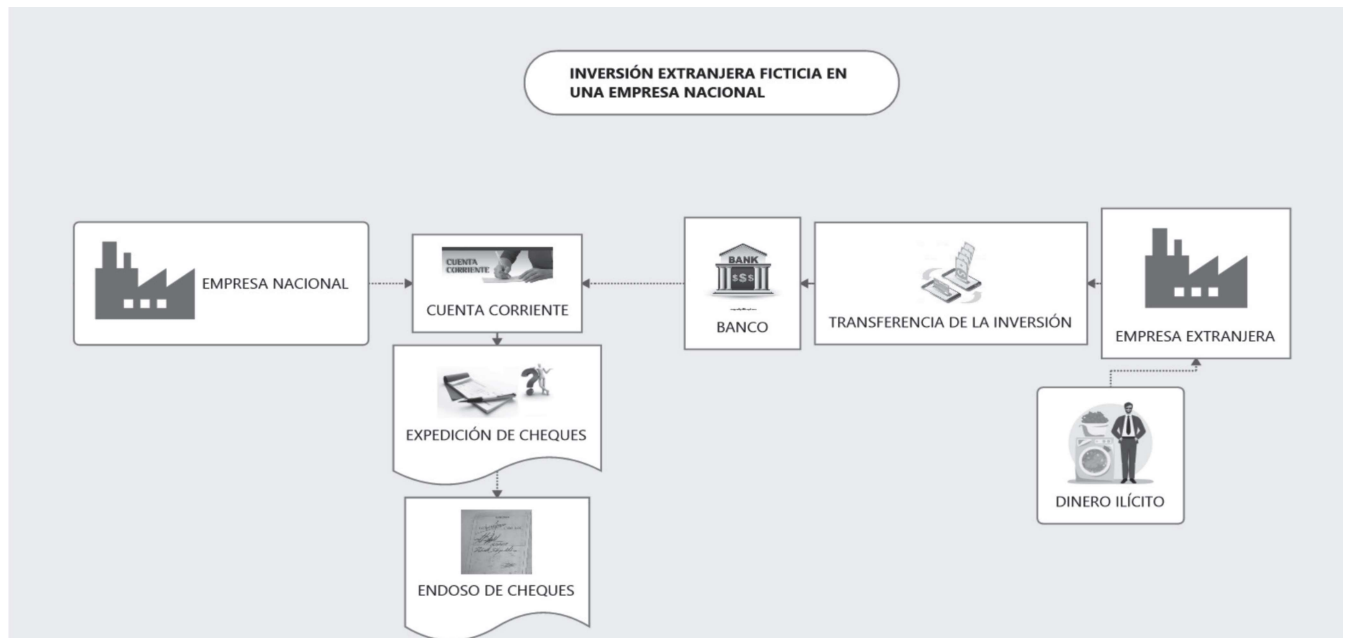 INVERSIÓN EXTRANJERA FICTICIA EN
UNA EMPRESA NACIONAL
EMPRESA NACIONAL
CUENTA
CORRIENTE
CUENTA CORRIENTE
BANK
$$$
BANCO
TRANSFERENCIA DE LA INVERSIÓN
EMPRESA EXTRANJERA
EXPEDICIÓN DE CHEQUES
DINERO ILÍCITO
ENDOSO DE CHEQUES